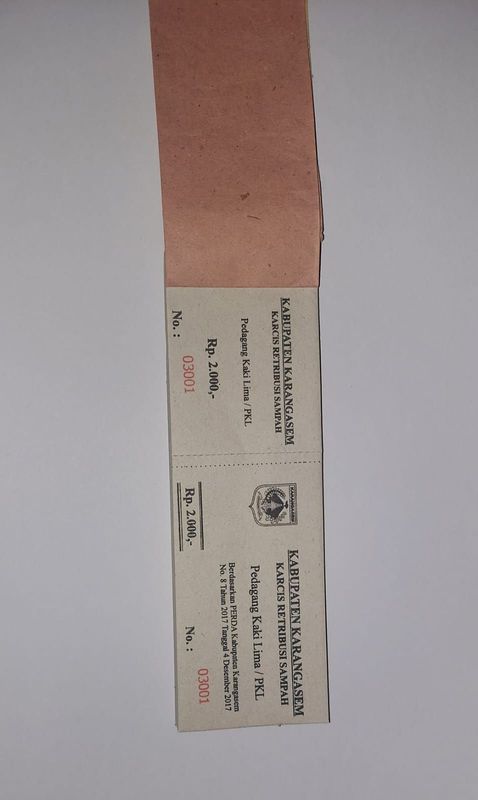 KABUPATEN KARANGASEM
KARCIS RETRIBUSI SAMPAH
Pedagang Kaki Lima / PKL
Rp. 2.000,-
No. : 03001
KARANGASEM
KABUPATEN KARANGASEM
KARCIS RETRIBUSI SAMPAH
Pedagang Kaki Lima / PKL
Berdasarkan PERDA Kabupaten Karangasem
No. 8 Tahun 2017 Tanggal 4 Desember 2017
Rp. 2.000,-
No. : 03001